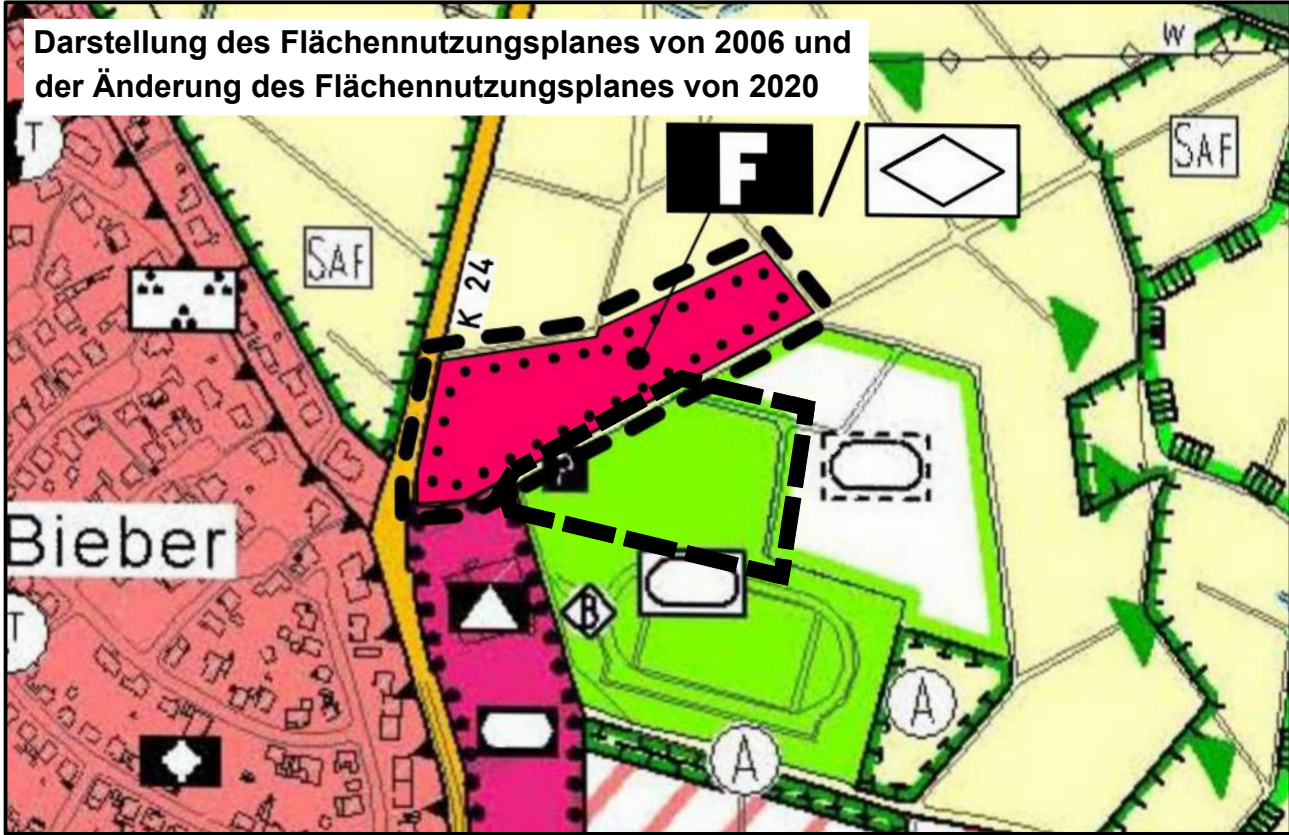 Darstellung des Flächennutzungsplanes von 2006 und
der Änderung des Flächennutzungsplanes von 2020
W
T
SAF
F
SAF
K 24
Bieber
T
B
A
A